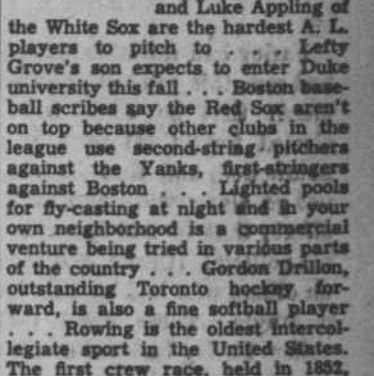 and Luke Appling of
the White Sox are the hardest A. L.
players to pitch to . . . Lefty
Grove's son expects to enter Duke
university this fall . . . Boston base-
ball scribes say the Red Sox aren't
on top because other clubs in the
league use second-string pitchers
against the Yanks, first-stringers
against Boston . . . Lighted pools
for fly-casting at night and in your
own neighborhood is a commercial
venture being tried in various parts
of the country . . . Gordon Drillon,
outstanding Toronto hockey for-
ward, is also a fine softball player
. . . Rowing is the oldest intercol-
legiate sport in the United States.
The first crew race, held in 1852,